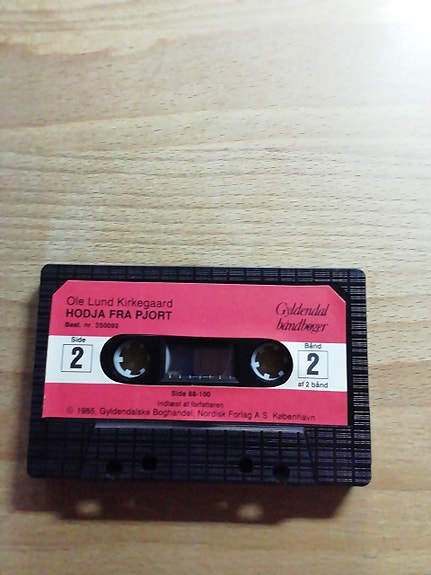 Ole Lund Kirkegaard
HODJA FRA PJORT
Best. nr. 350092
Gyldendal
båndbøger
Side
2
Bånd
2
af 2 bånd
Side 88-100
Indlæst af forfatteren
© 1985, Gyldendalske Boghandel, Nordisk Forlag A.S. København